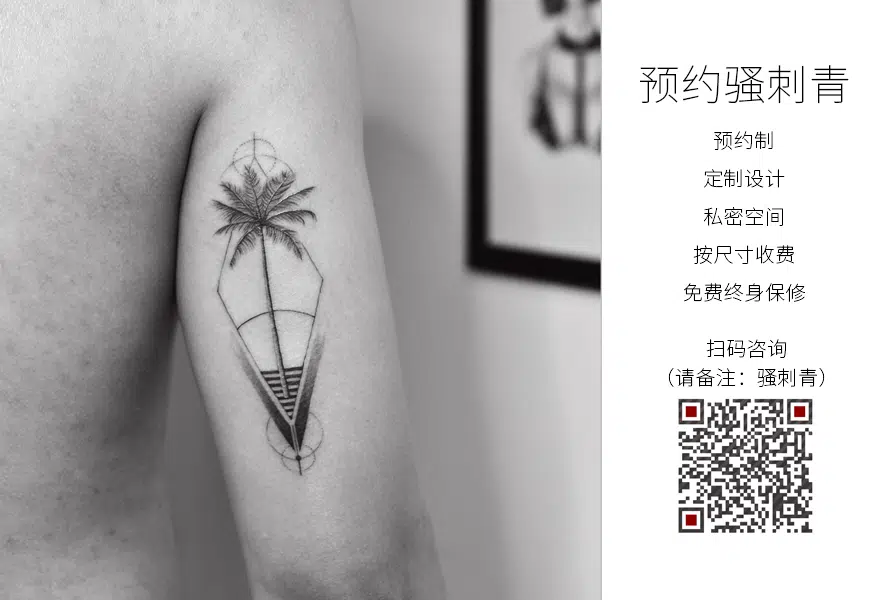 预约骚刺青
预约制
定制设计
私密空间
按尺寸收费
免费终身保修
扫码咨询
（请备注：骚刺青）